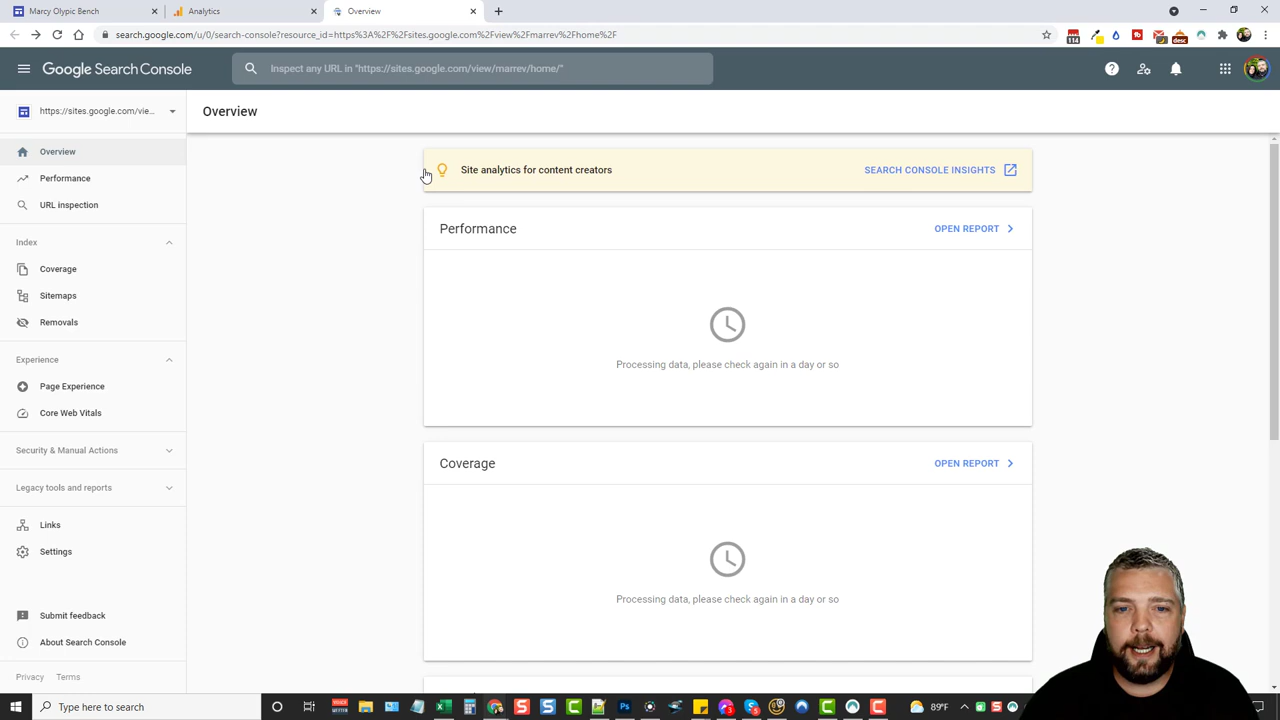 Marcy Olypic Bench
Analytics
Overview
search.google.com/u/0/search-console?resource_id=https%3A%2F%2Fsites.google.com%2Fview%2Fmarrev%2Fhome%2F
114
desc
Google Search Console
Inspect any URL in "https://sites.google.com/view/marrev/home/"
https://sites.google.com/vie...
Overview
Overview
Performance
URL inspection
Index
Coverage
Sitemaps
Removals
Experience
Page Experience
Core Web Vitals
Security & Manual Actions
Legacy tools and reports
Links
Settings
Submit feedback
About Search Console
Privacy
Terms
Site analytics for content creators
SEARCH CONSOLE INSIGHTS
Performance
OPEN REPORT
Processing data, please check again in a day or so
Coverage
OPEN REPORT
Processing data, please check again in a day or so
Type here to search
89°F